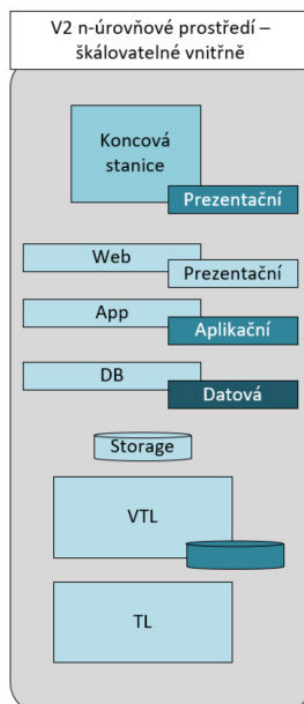 V2 n-úrovňové prostředí –
škálovatelné vnitřně
Koncová
stanice
Prezentační
Web
Prezentační
App
Aplikační
DB
Datová
Storage
VTL
TL